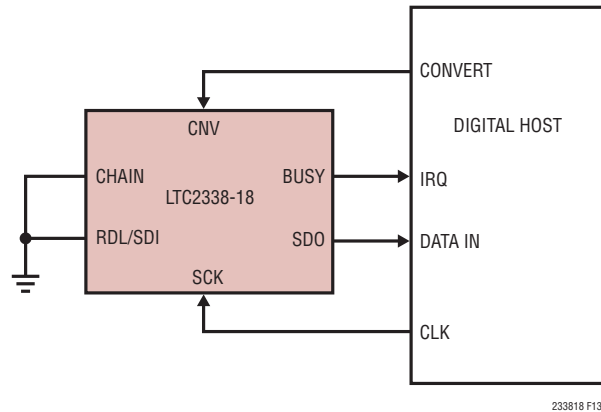 CONVERT
CNV
DIGITAL HOST
CHAIN
BUSY
IRQ
LTC2338-18
RDL/SDI
SDO
DATA IN
SCK
CLK
233818 F13